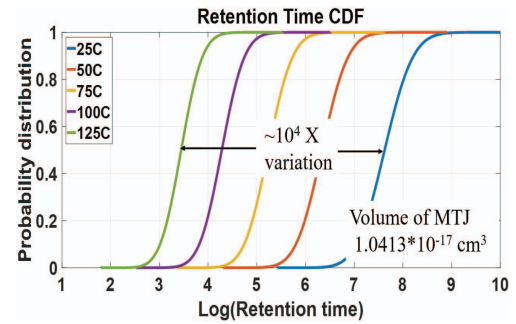 Retention Time CDF
Probability distribution
1
0.8
0.6
0.4
0.2
0
25C
50C
75C
100C
125C
~10⁴ X
variation
Volume of MTJ
1.0413*10⁻¹⁷ cm³
1 2 3 4 5 6 7 8 9 10
Log(Retention time)